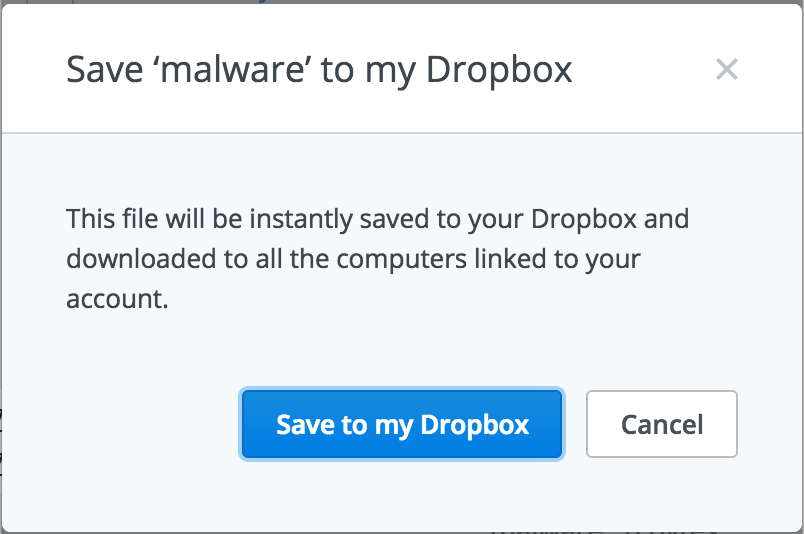 Save ‘malware’ to my Dropbox
This file will be instantly saved to your Dropbox and
downloaded to all the computers linked to your
account.
Save to my Dropbox
Cancel